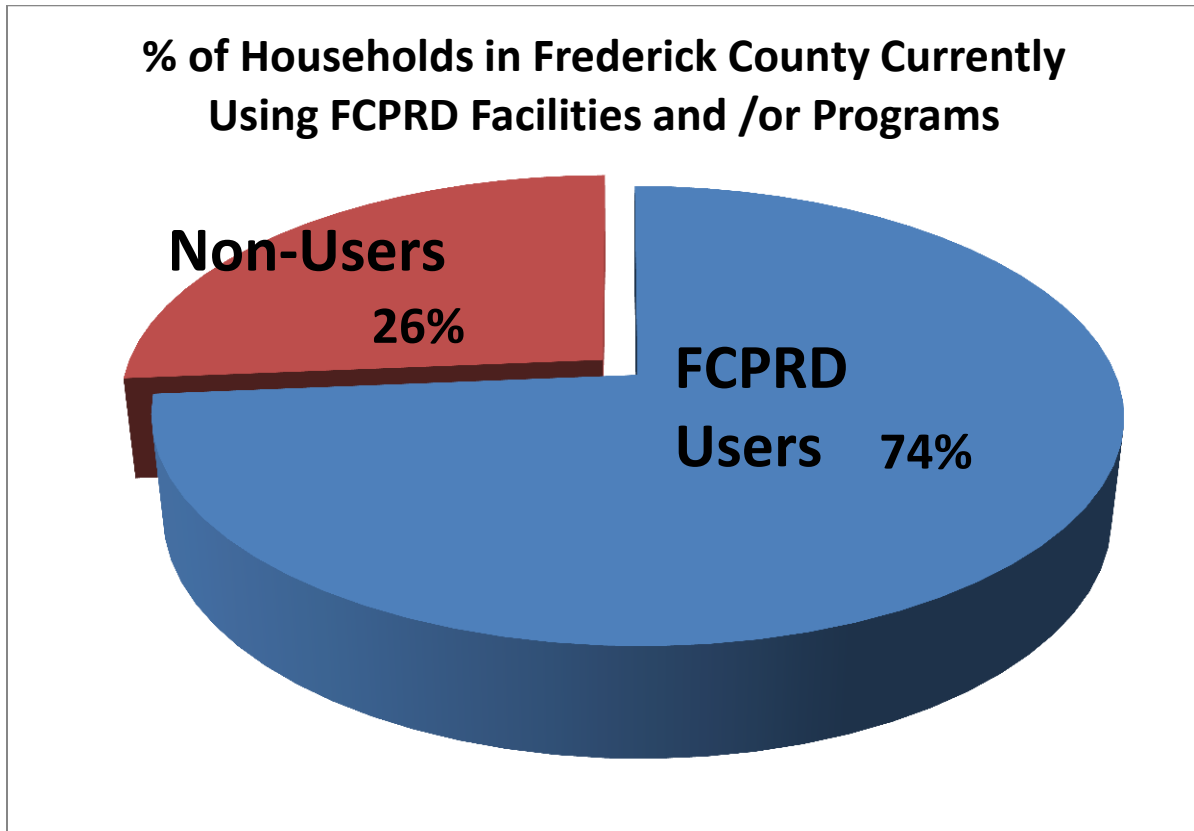 % of Households in Frederick County Currently
Using FCPRD Facilities and /or Programs
Non-Users
26%
FCPRD
Users 74%